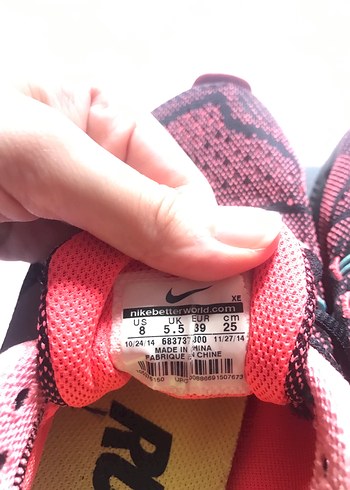 XE
nikebetterworld.com
US UK EUR cm
8 5.5 39 25
10/24/14 11/27/14
MADE IN CHINA
FABRIQUE EN CHINE
RU